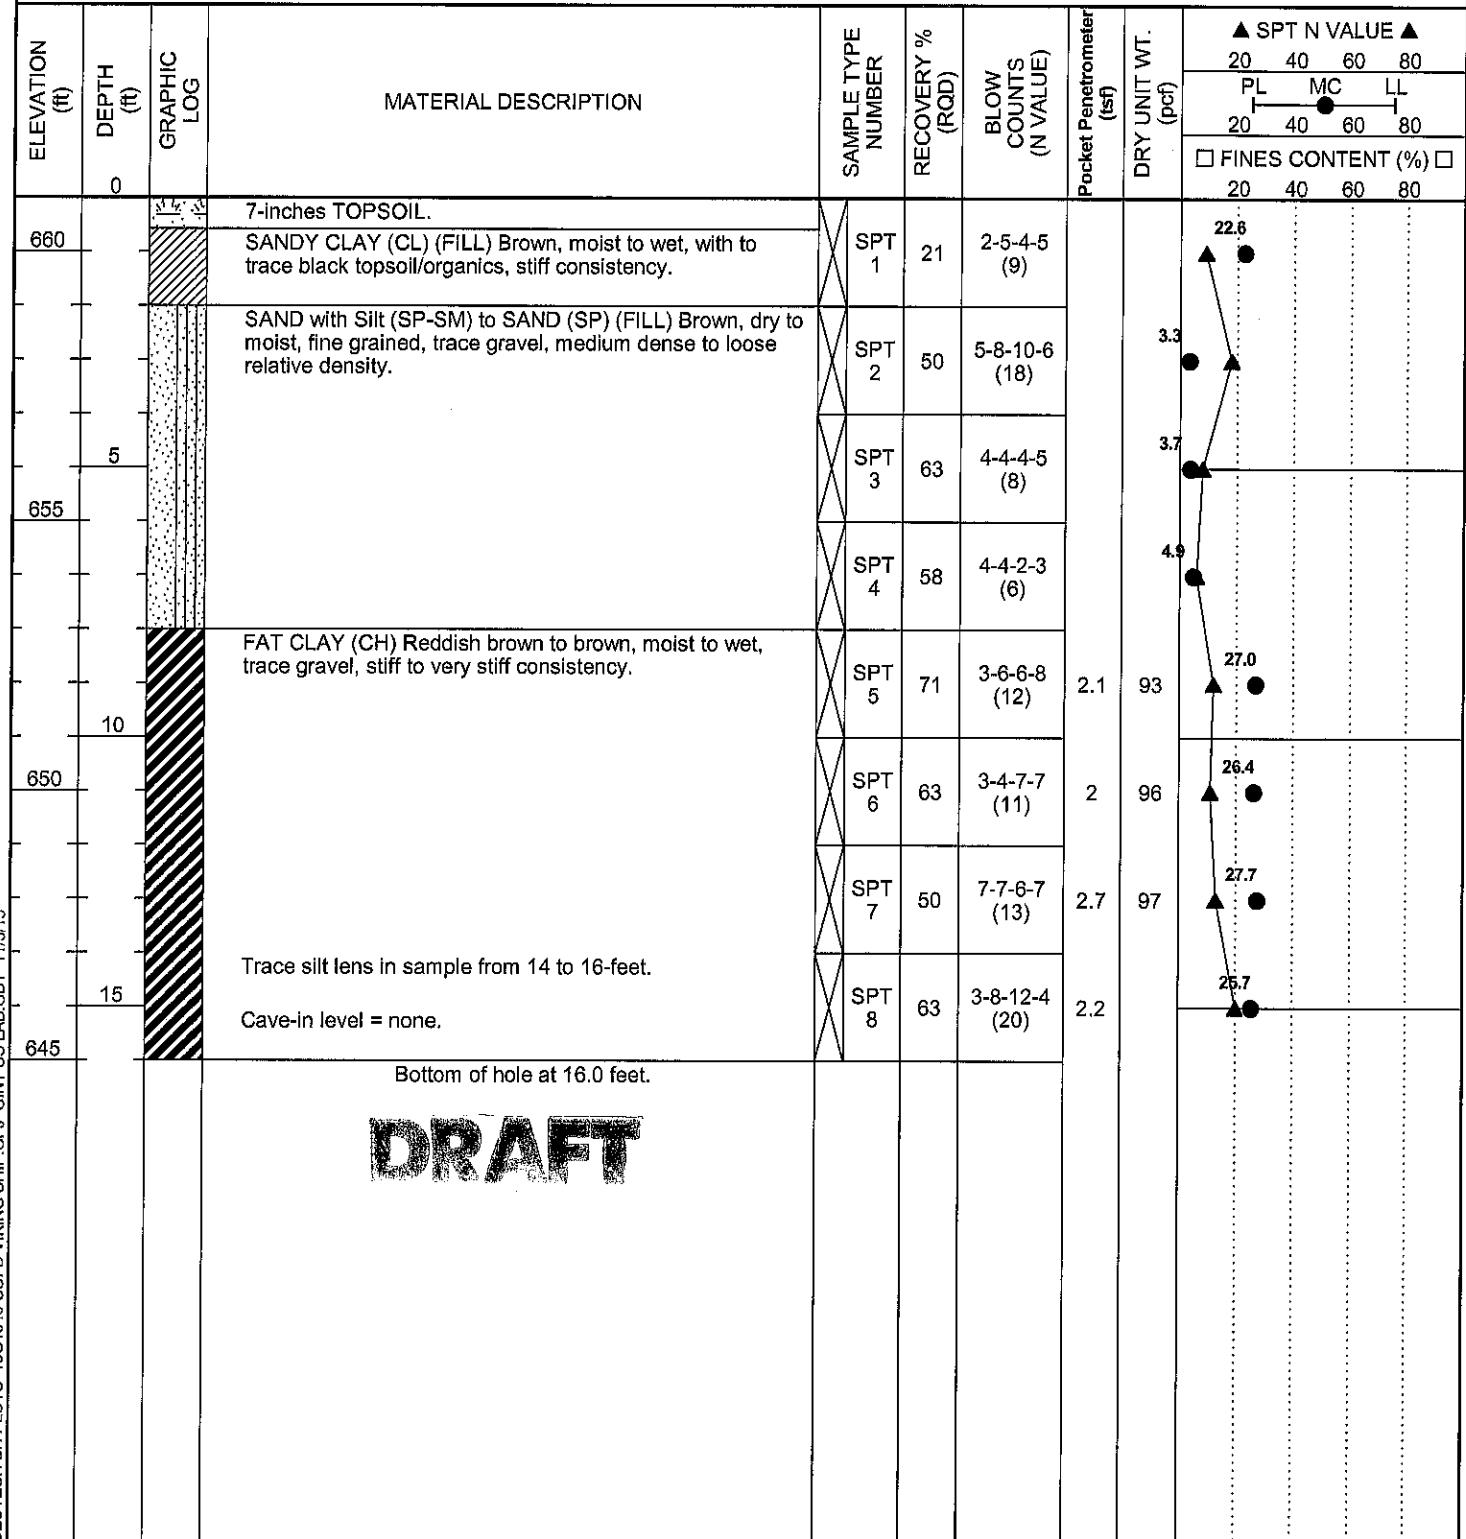 ELEVATION (ft)
DEPTH (ft)
GRAPHIC LOG
MATERIAL DESCRIPTION
SAMPLE TYPE NUMBER
RECOVERY % (RQD)
BLOW COUNTS (N VALUE)
Pocket Penetrometer (tsf)
DRY UNIT WT. (pcf)
▲ SPT N VALUE ▲
20 40 60 80
PL MC LL
20 40 60 80
□ FINES CONTENT (%) □
20 40 60 80
0
7-inches TOPSOIL.
660
SANDY CLAY (CL) (FILL) Brown, moist to wet, with to
trace black topsoil/organics, stiff consistency.
SPT 1 21 2-5-4-5 (9) 22.6
SAND with Silt (SP-SM) to SAND (SP) (FILL) Brown, dry to
moist, fine grained, trace gravel, medium dense to loose
relative density.
SPT 2 50 5-8-10-6 (18) 3.3
5
SPT 3 63 4-4-4-5 (8) 3.7
655
SPT 4 58 4-4-2-3 (6) 4.9
FAT CLAY (CH) Reddish brown to brown, moist to wet,
trace gravel, stiff to very stiff consistency.
SPT 5 71 3-6-6-8 (12) 2.1 93 27.0
10
650
SPT 6 63 3-4-7-7 (11) 2 96 26.4
SPT 7 50 7-7-6-7 (13) 2.7 97 27.7
Trace silt lens in sample from 14 to 16-feet.
15
SPT 8 63 3-8-12-4 (20) 2.2 25.7
Cave-in level = none.
645
Bottom of hole at 16.0 feet.
DRAFT